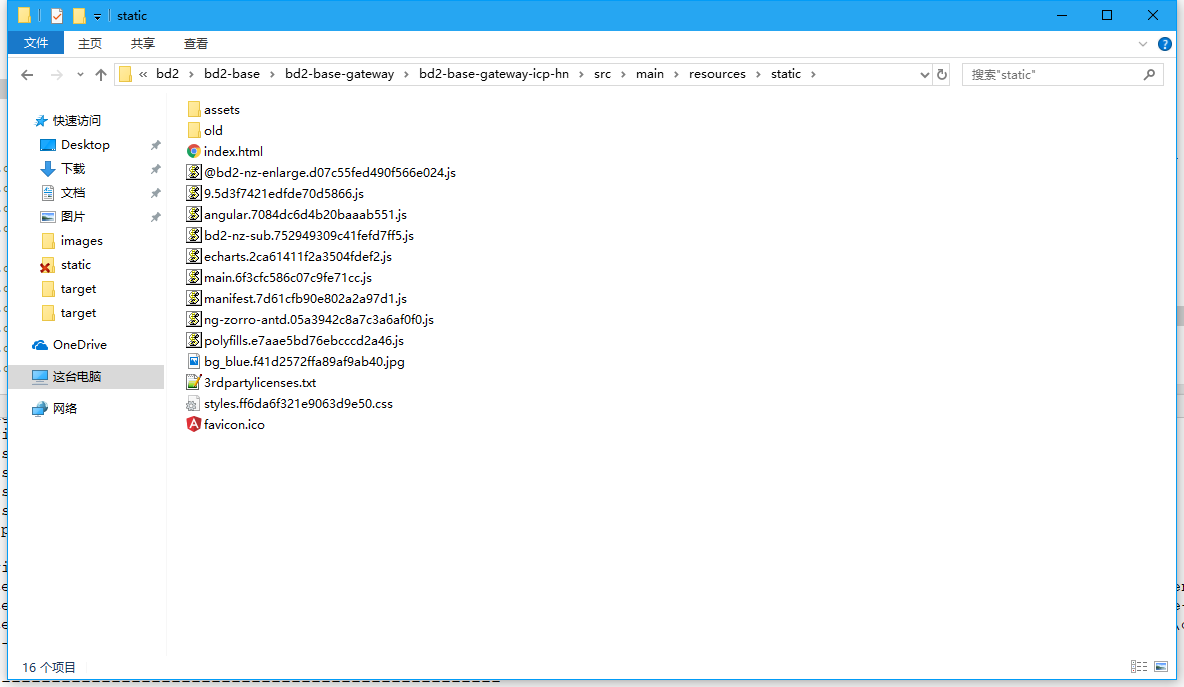 static
文件 主页 共享 查看
« bd2 › bd2-base › bd2-base-gateway › bd2-base-gateway-icp-hn › src › main › resources › static ›
搜索"static"
快速访问
Desktop
下载
文档
图片
images
static
target
target
OneDrive
这台电脑
网络
assets
old
index.html
@bd2-nz-enlarge.d07c55fed490f566e024.js
9.5d3f7421edfde70d5866.js
angular.7084dc6d4b20baaab551.js
bd2-nz-sub.752949309c41fefd7ff5.js
echarts.2ca61411f2a3504fdef2.js
main.6f3cfc586c07c9fe71cc.js
manifest.7d61cfb90e802a2a97d1.js
ng-zorro-antd.05a3942c8a7c3a6af0f0.js
polyfills.e7aae5bd76ebcccd2a46.js
bg_blue.f41d2572ffa89af9ab40.jpg
3rdpartylicenses.txt
styles.ff6da6f321e9063d9e50.css
favicon.ico
16 个项目